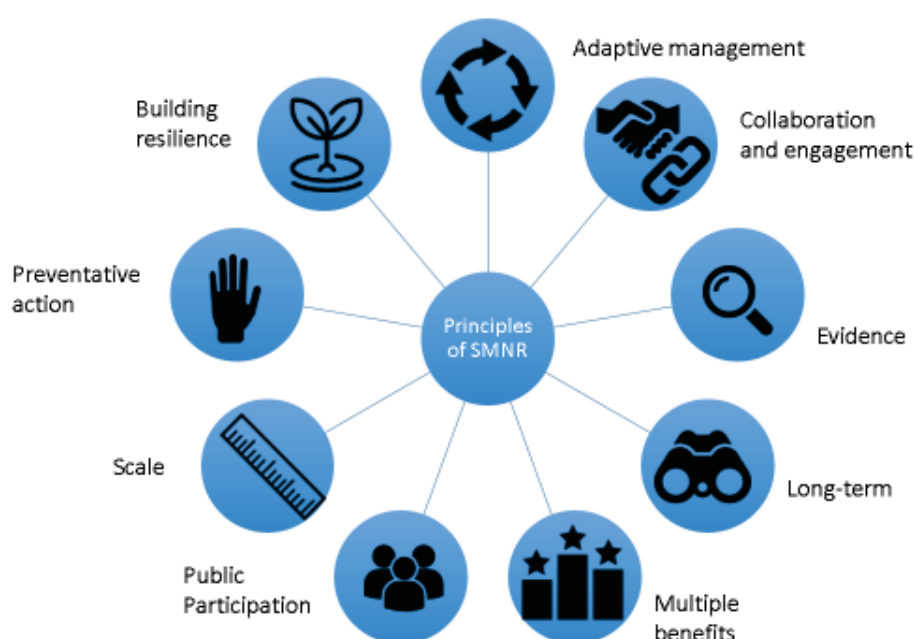 Adaptive management
Collaboration
and engagement
Evidence
Long-term
Multiple
benefits
Public
Participation
Scale
Preventative
action
Building
resilience
Principles
of SMNR